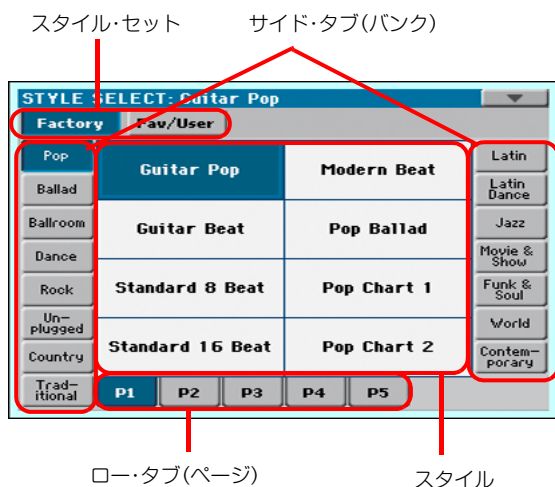 スタイル・セット
サイド・タブ(バンク)
STYLE SELECT: Guitar Pop
Factory
Fav/User
Pop
Ballad
Ballroom
Dance
Rock
Un-
plugged
Country
Trad-
itional
Guitar Pop
Modern Beat
Guitar Beat
Pop Ballad
Standard 8 Beat
Pop Chart 1
Standard 16 Beat
Pop Chart 2
Latin
Latin
Dance
Jazz
Movie &
Show
Funk &
Soul
World
Contem-
porary
P1
P2
P3
P4
P5
ロー・タブ(ページ)
スタイル